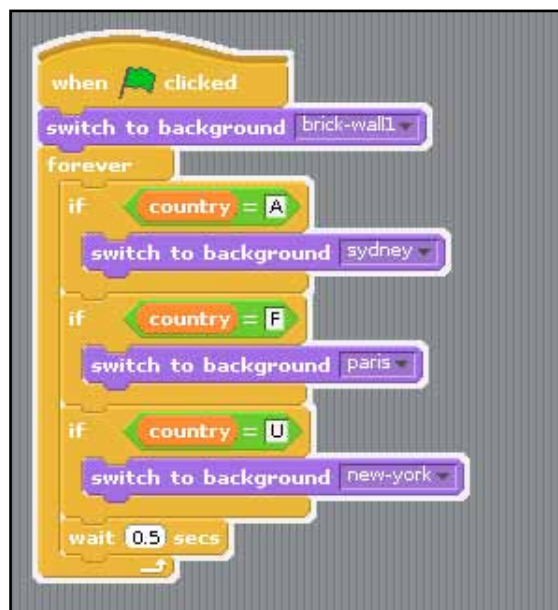 when clicked
switch to background brick-wall1
forever
if country = A
switch to background sydney
if country = F
switch to background paris
if country = U
switch to background new-york
wait 0.5 secs